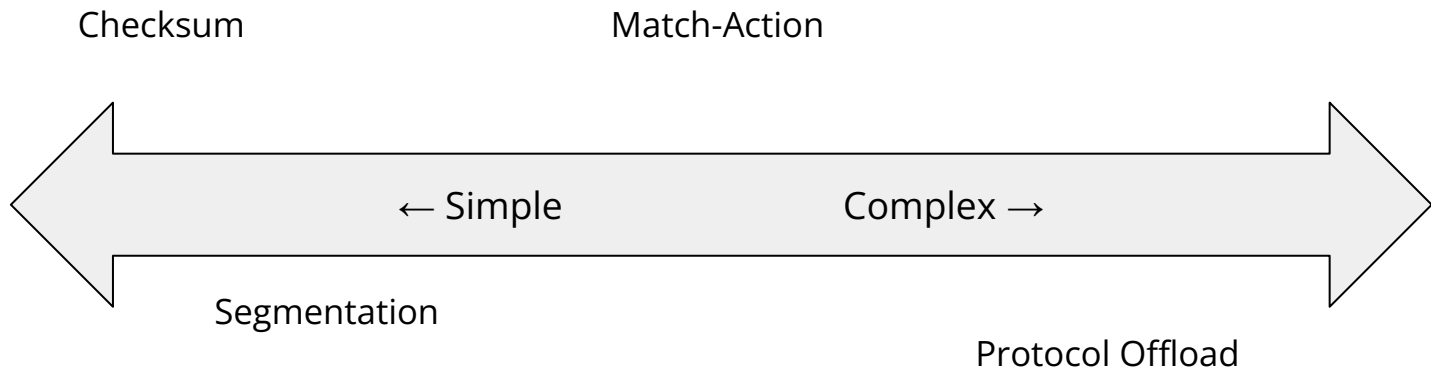 Checksum
Match-Action
← Simple
Complex →
Segmentation
Protocol Offload